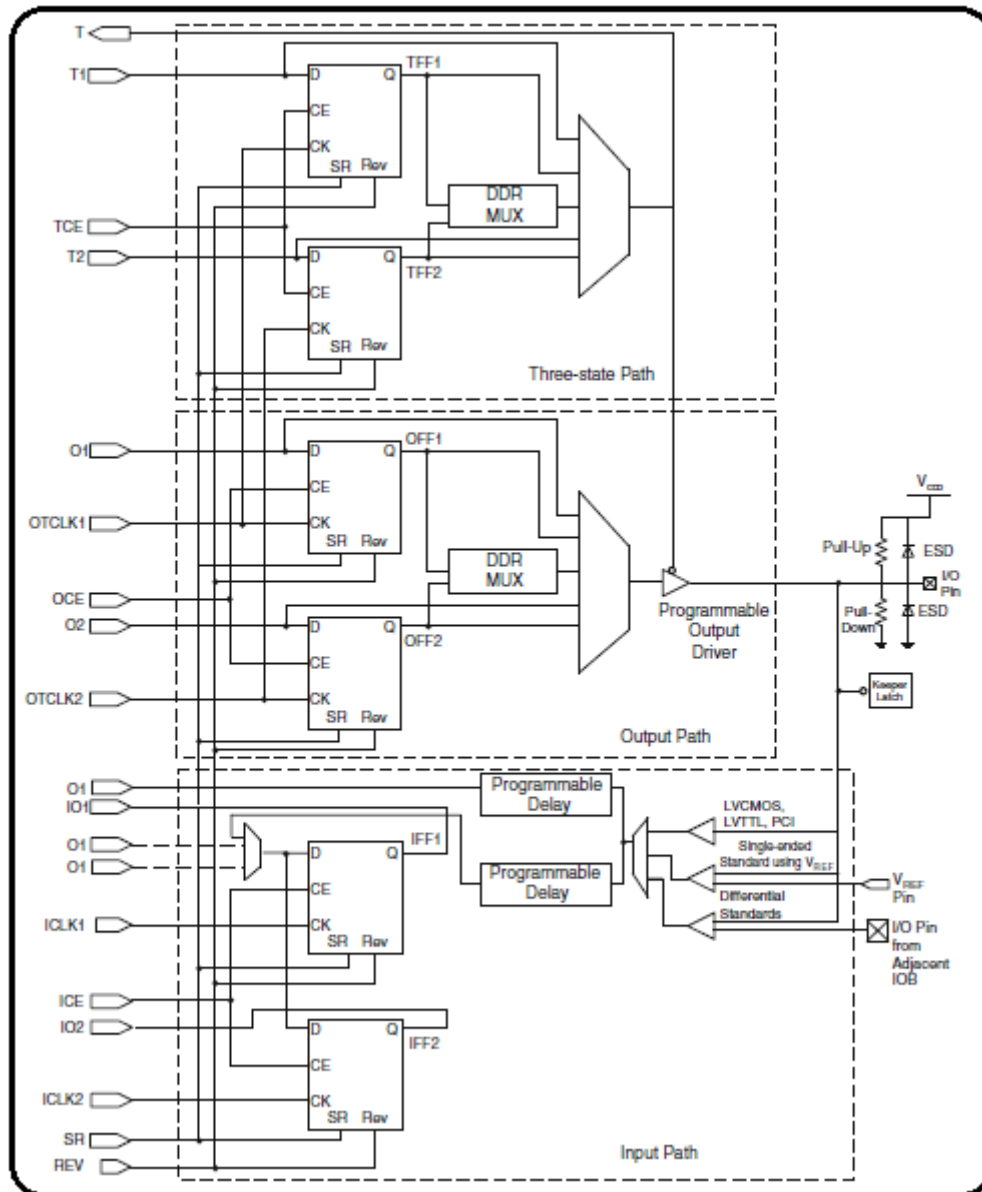 T
T1
D Q TFF1
CE
CK
SR Rev
DDR
MUX
TCE
T2
D Q TFF2
CE
CK
SR Rev
Three-state Path
O1
D Q OFF1
CE
OTCLK1
CK
SR Rev
DDR
MUX
OCE
O2
D Q OFF2
CE
OTCLK2
CK
SR Rev
Programmable
Output
Driver
Output Path
Pull-Up
ESD
I/O
Pin
Pull-
Down
ESD
Keeper
Latch
O1
IO1
O1
O1
Programmable
Delay
Programmable
Delay
LVCMOS,
LVTTL, PCI
Single-ended
Standard using VREF
Differential
Standards
VREF
Pin
I/O Pin
from
Adjacent
IOB
D Q IFF1
CE
ICLK1
CK
SR Rev
ICE
IO2
D Q IFF2
CE
ICLK2
CK
SR Rev
SR
REV
Input Path